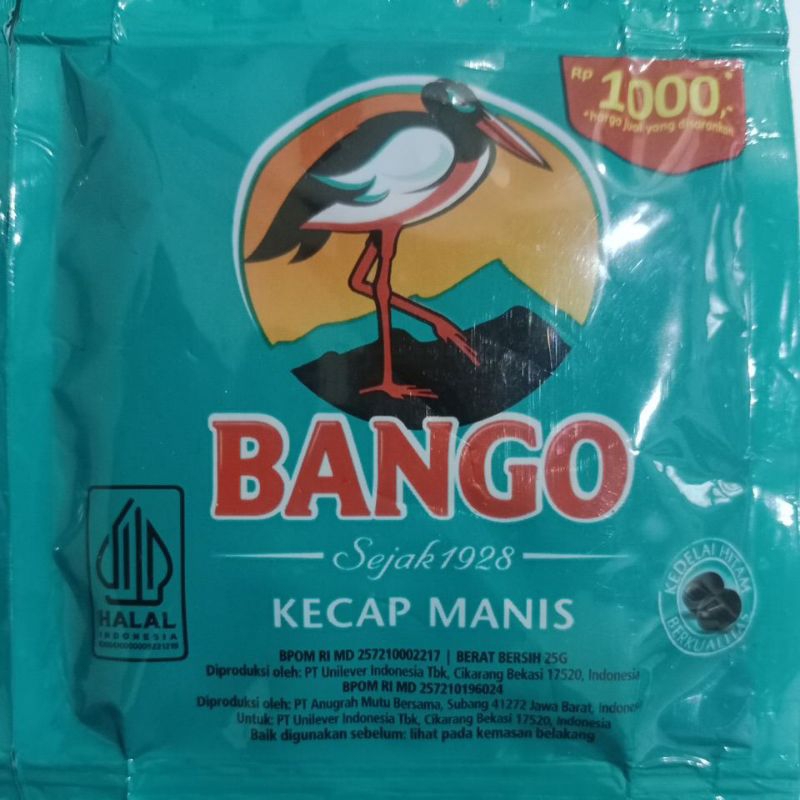 Rp 1000,-*
*harga jual yang disarankan
BANGO
Sejak 1928
KECAP MANIS
HALAL
INDONESIA
KEDELAI HITAM
BERKUALITAS
BPOM RI MD 257210002217 | BERAT BERSIH 25G
Diproduksi oleh: PT Unilever Indonesia Tbk, Cikarang Bekasi 17520, Indonesia
BPOM RI MD 257210196024
Diproduksi oleh: PT Anugrah Mutu Bersama, Subang 41272 Jawa Barat, Indones
Untuk: PT Unilever Indonesia Tbk, Cikarang Bekasi 17520, Indonesia
Baik digunakan sebelum: lihat pada kemasan belakang